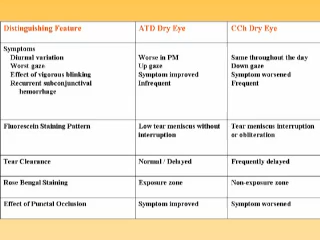 Distinguishing Feature ATD Dry Eye CCh Dry Eye
Symptoms
Diurnal variation Worse in PM Same throughout the day
Worst gaze Up gaze Down gaze
Effect of vigorous blinking Symptom improved Symptom worsened
Recurrent subconjunctival Infrequent Frequent
hemorrhage
Fluorescein Staining Pattern Low tear meniscus without Tear meniscus interruption
interruption or obliteration
Tear Clearance Normal / Delayed Frequently delayed
Rose Bengal Staining Exposure zone Non-exposure zone
Effect of Punctal Occlusion Symptom improved Symptom worsened